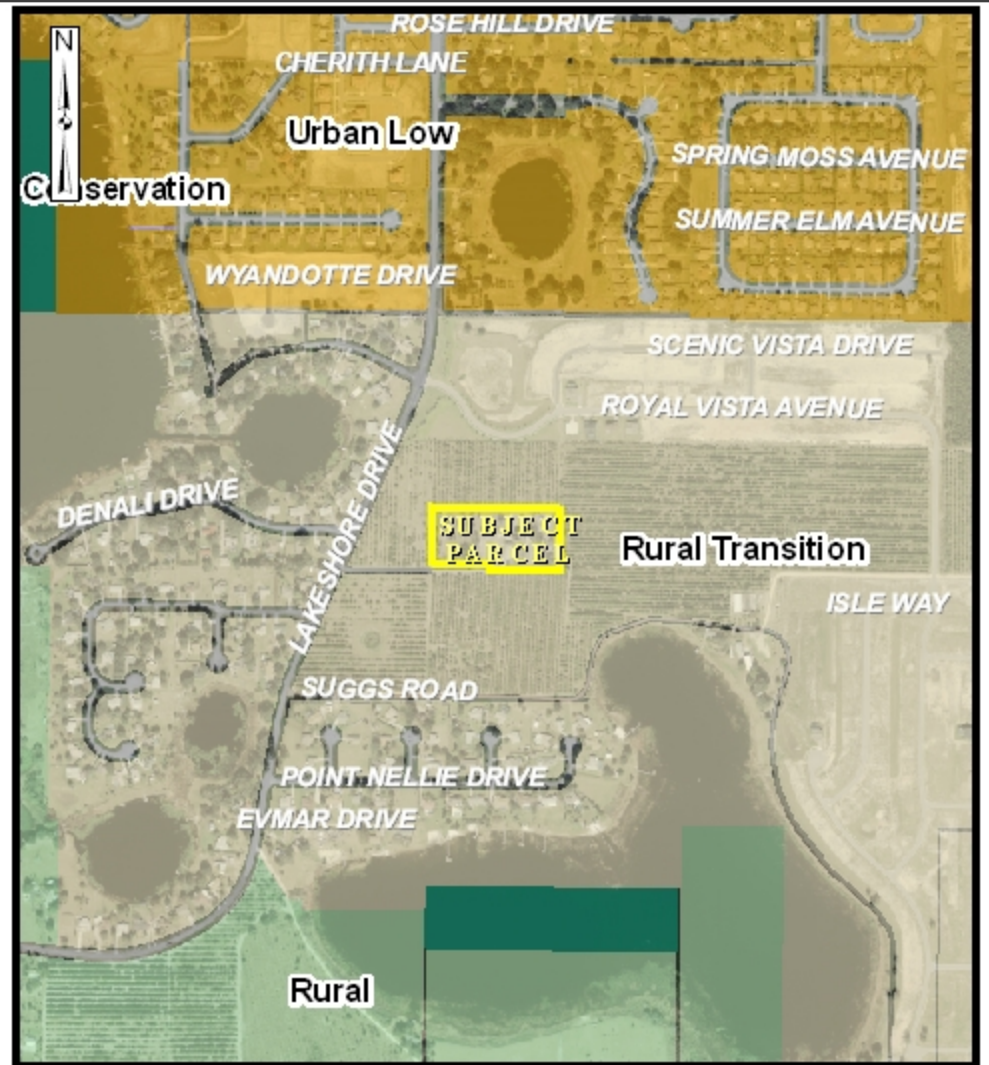 ROSE HILL DRIVE
N
CHERITH LANE
Urban Low
SPRING MOSS AVENUE
Conservation
SUMMER ELM AVENUE
WYANDOTTE DRIVE
SCENIC VISTA DRIVE
ROYAL VISTA AVENUE
DENALI DRIVE
LAKESHORE DRIVE
SUBJECT
PARCEL
Rural Transition
ISLE WAY
SUGGS ROAD
POINT NELLIE DRIVE
EVMAR DRIVE
Rural